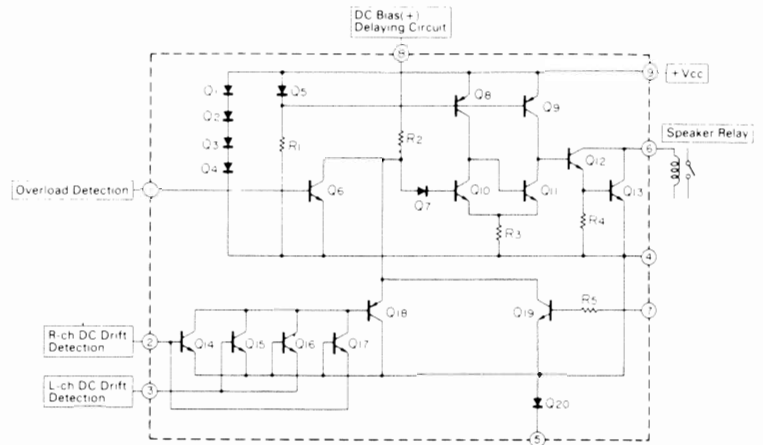 DC Bias(+)
Delaying Circuit
8
9
+Vcc
Q1
Q5
Q8
Q9
Q2
R1
R2
Speaker Relay
Q3
6
Q12
Q4
Overload Detection
Q6
Q7
Q10
Q11
Q13
R4
R3
4
R5
7
Q18
Q19
R-ch DC Drift
Detection
2
Q14
Q15
Q16
Q17
L-ch DC Drift
Detection
3
Q20
5